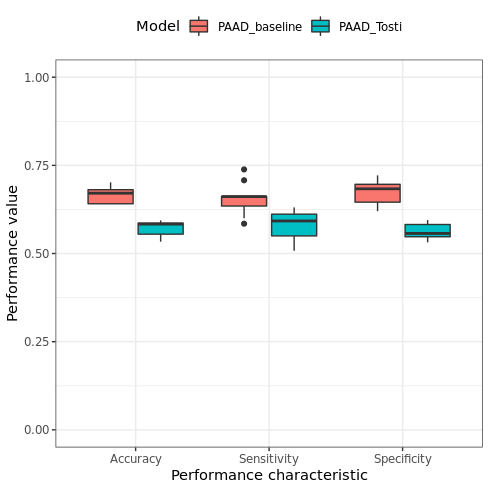 Model PAAD_baseline PAAD_Tosti
1.00
0.75
0.50
0.25
0.00
Performance value
Accuracy Sensitivity Specificity
Performance characteristic